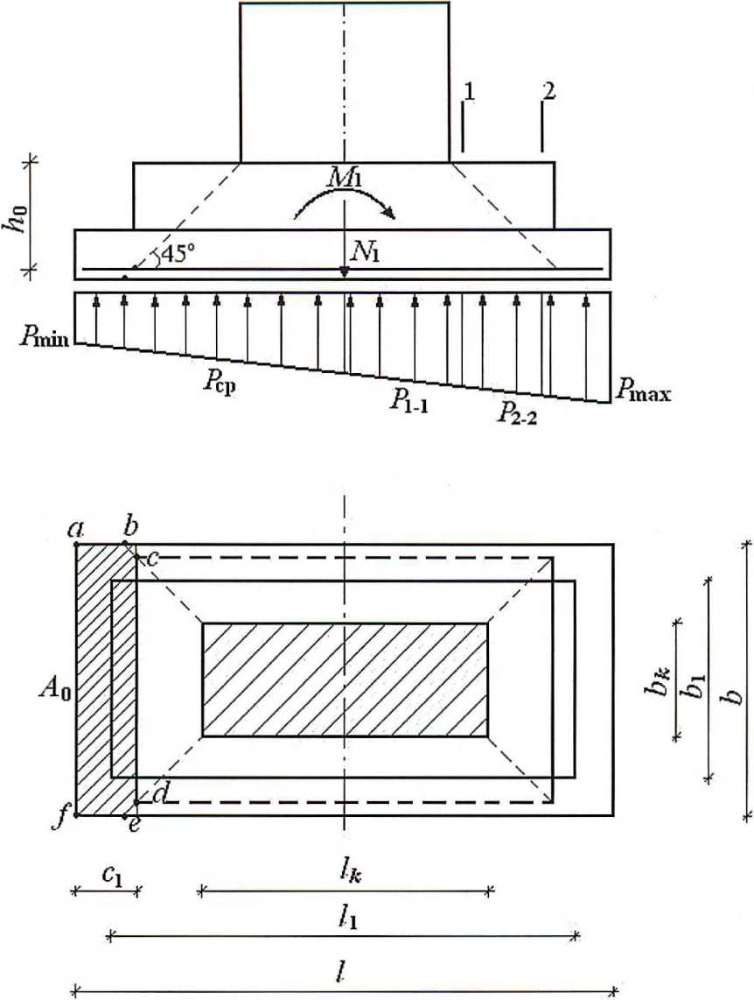 1 2
M1
h0
45°
N1
Pmin
Pcp
P1-1
P2-2
Pmax
a b
c
A0
bk b1 b
d
f e
c1 lk
l1
l